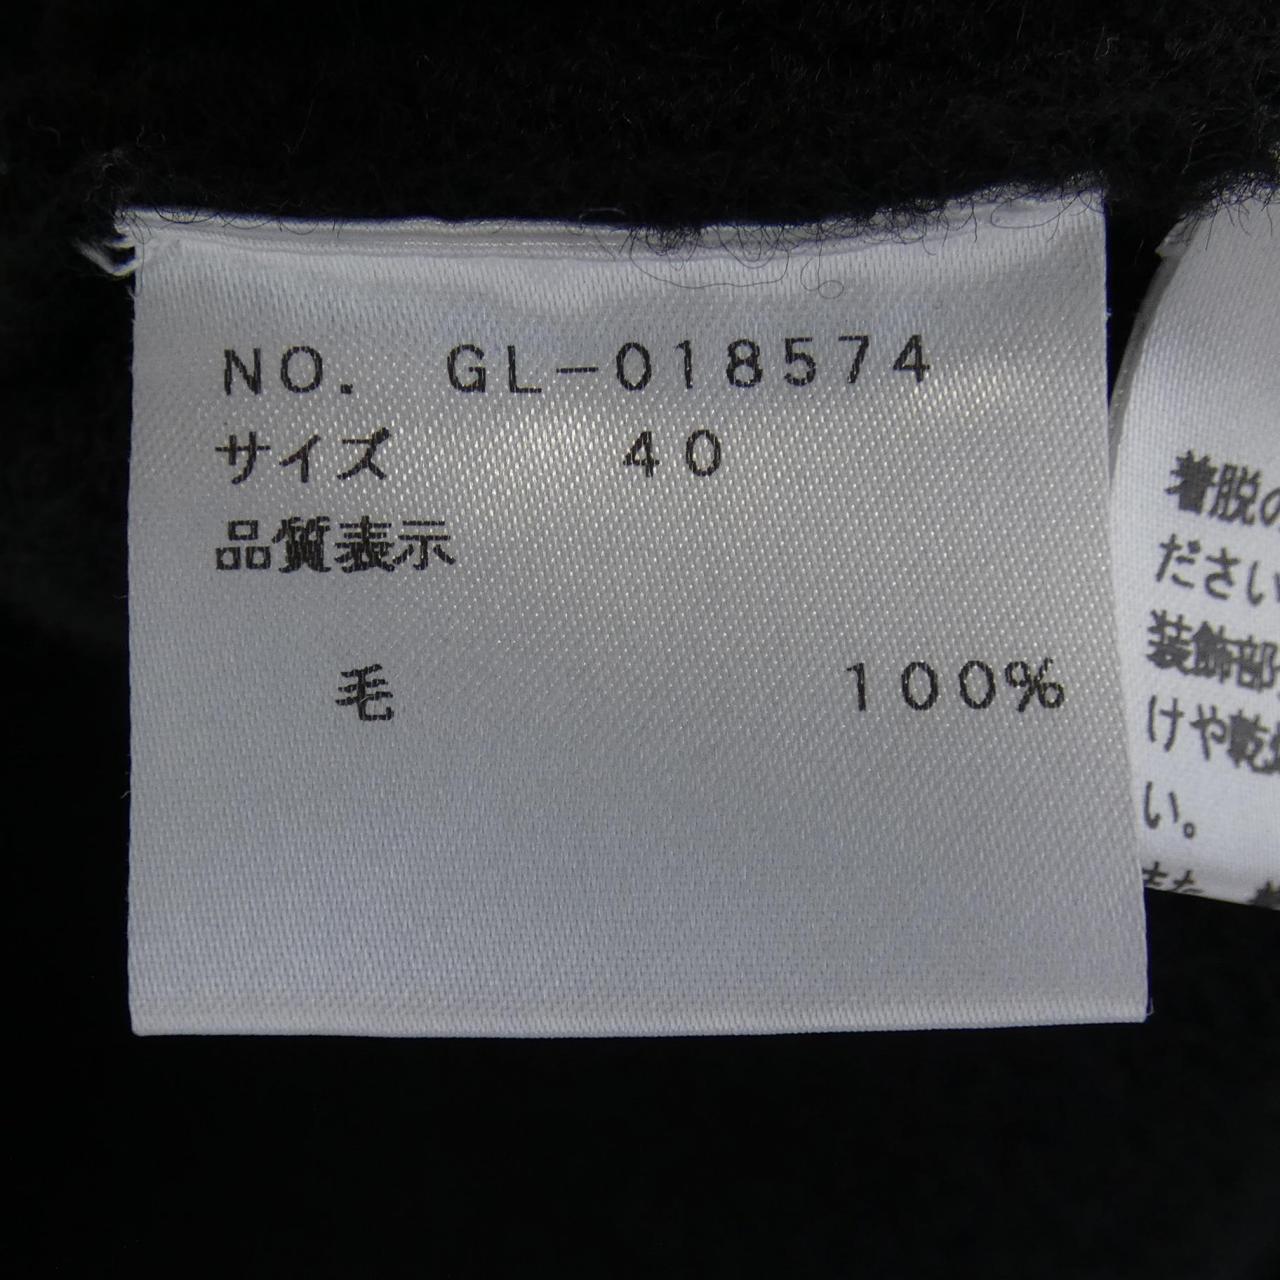 NO. GL-018574
サイズ 40
品質表示
毛 100%
着脱の
ださい
装飾部
けや乾燥
い。